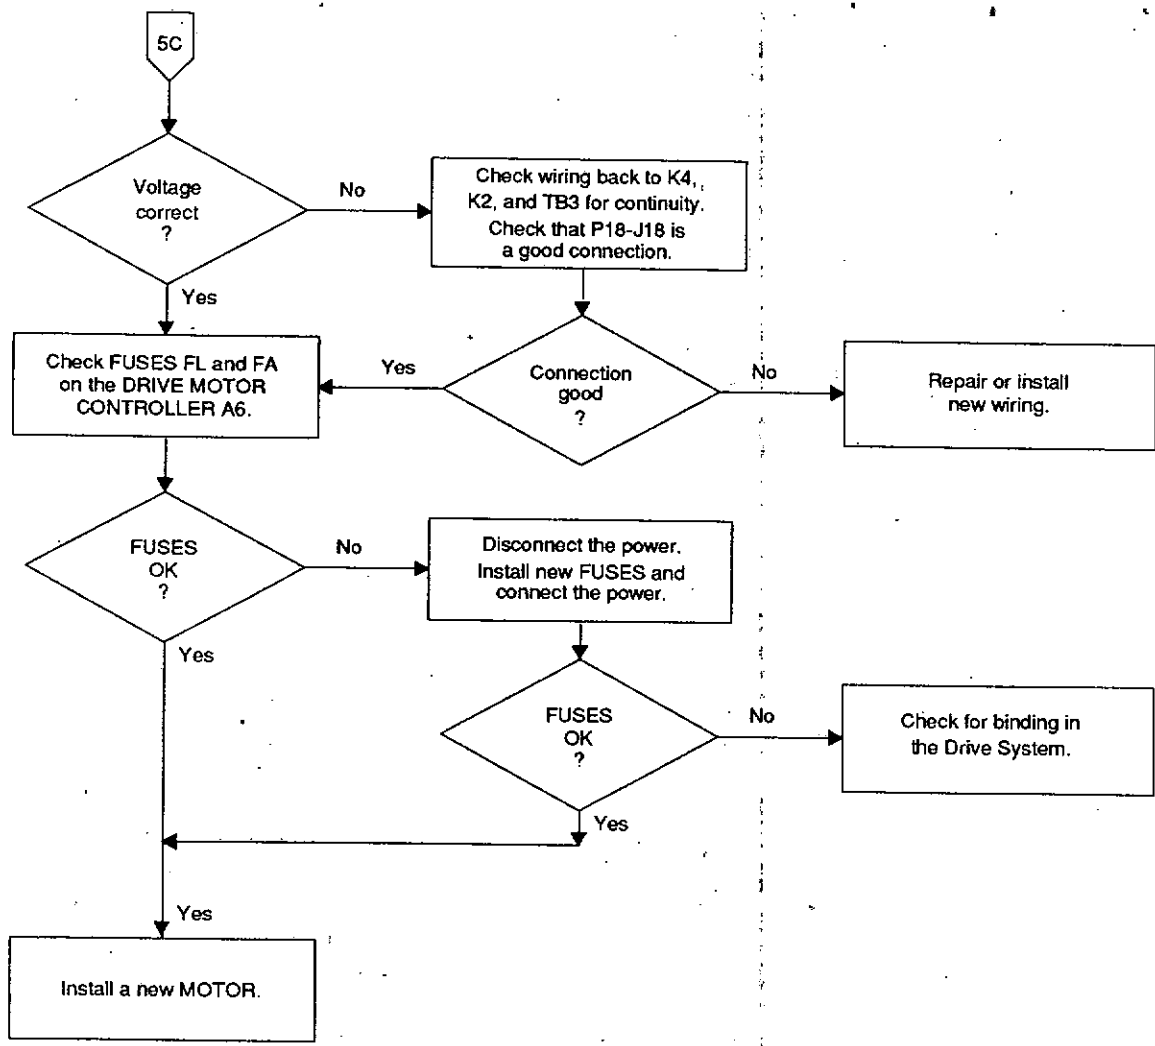 5C
Voltage
correct
?
No
Check wiring back to K4,
K2, and TB3 for continuity.
Check that P18-J18 is
a good connection.
Yes
Check FUSES FL and FA
on the DRIVE MOTOR
CONTROLLER A6.
Yes
Connection
good
?
No
Repair or install
new wiring.
FUSES
OK
?
No
Disconnect the power.
Install new FUSES and
connect the power.
Yes
FUSES
OK
?
No
Check for binding in
the Drive System.
Yes
Yes
Install a new MOTOR.